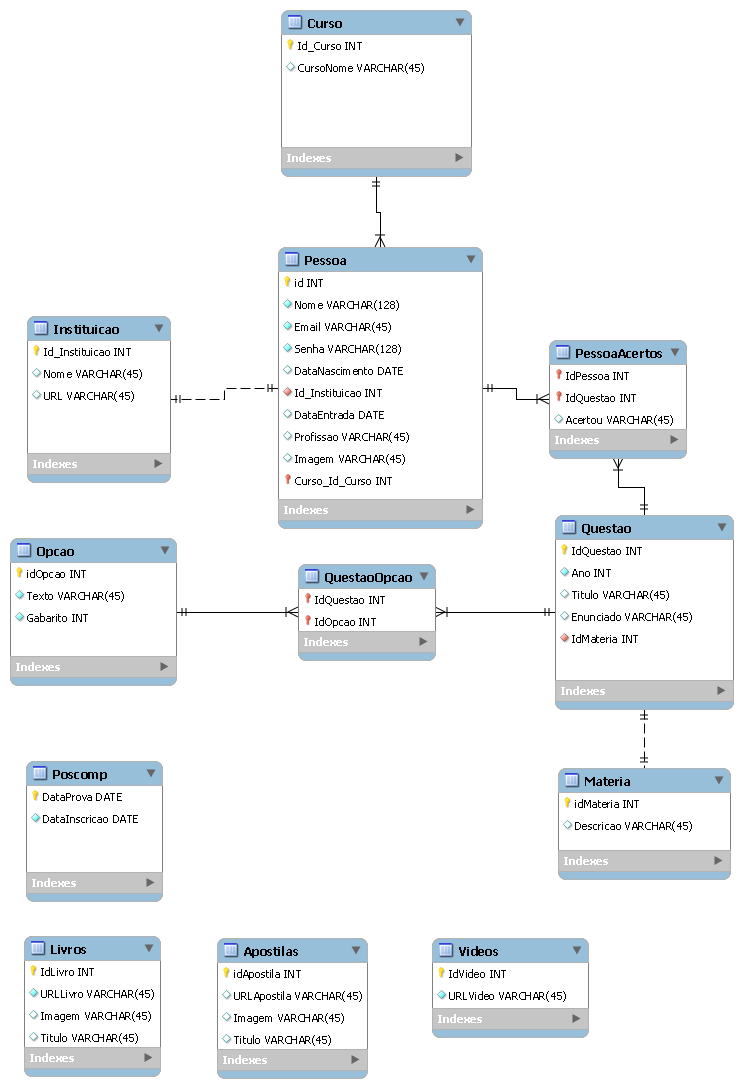 Curso
Id_Curso INT
CursoNome VARCHAR(45)
Indexes
Pessoa
id INT
Nome VARCHAR(128)
Email VARCHAR(45)
Senha VARCHAR(128)
DataNascimento DATE
Id_Instituicao INT
DataEntrada DATE
Profissao VARCHAR(45)
Imagem VARCHAR(45)
Curso_Id_Curso INT
Indexes
Instituicao
Id_Instituicao INT
Nome VARCHAR(45)
URL VARCHAR(45)
Indexes
PessoaAcertos
IdPessoa INT
IdQuestao INT
Acertou VARCHAR(45)
Indexes
Opcao
idOpcao INT
Texto VARCHAR(45)
Gabarito INT
Indexes
QuestaoOpcao
IdQuestao INT
IdOpcao INT
Indexes
Questao
IdQuestao INT
Ano INT
Titulo VARCHAR(45)
Enunciado VARCHAR(45)
IdMateria INT
Indexes
Poscomp
DataProva DATE
DataInscricao DATE
Indexes
Materia
idMateria INT
Descricao VARCHAR(45)
Indexes
Livros
IdLivro INT
URLLivro VARCHAR(45)
Imagem VARCHAR(45)
Titulo VARCHAR(45)
Indexes
Apostilas
idApostila INT
URLApostila VARCHAR(45)
Imagem VARCHAR(45)
Titulo VARCHAR(45)
Indexes
Videos
IdVideo INT
URLVideo VARCHAR(45)
Indexes